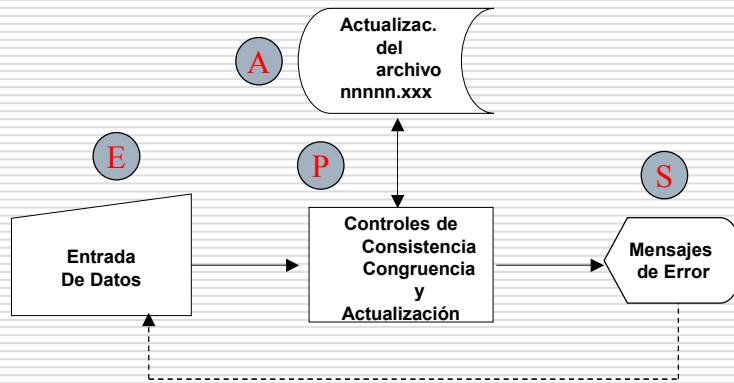 A
Actualizac.
del
archivo
nnnnn.xxx
E
P
S
Entrada
De Datos
Controles de
Consistencia
Congruencia
y
Actualización
Mensajes
de Error